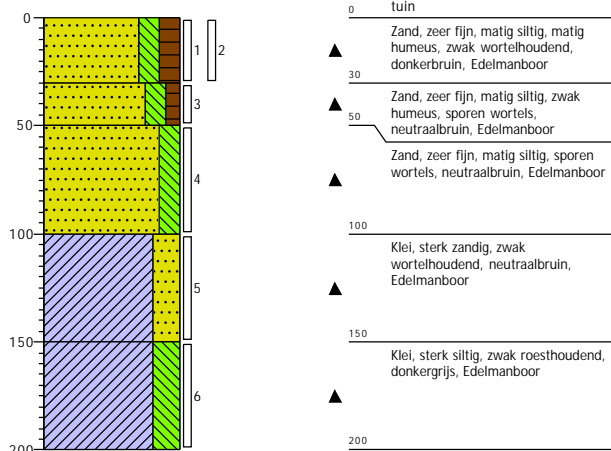 0
50
100
150
200
1
2
3
4
5
6
0
tuin
Zand, zeer fijn, matig siltig, matig
humeus, zwak wortelhoudend,
donkerbruin, Edelmanboor
30
Zand, zeer fijn, matig siltig, zwak
humeus, sporen wortels,
neutraalbruin, Edelmanboor
50
Zand, zeer fijn, matig siltig, sporen
wortels, neutraalbruin, Edelmanboor
100
Klei, sterk zandig, zwak
wortelhoudend, neutraalbruin,
Edelmanboor
150
Klei, sterk siltig, zwak roesthoudend,
donkergrijs, Edelmanboor
200